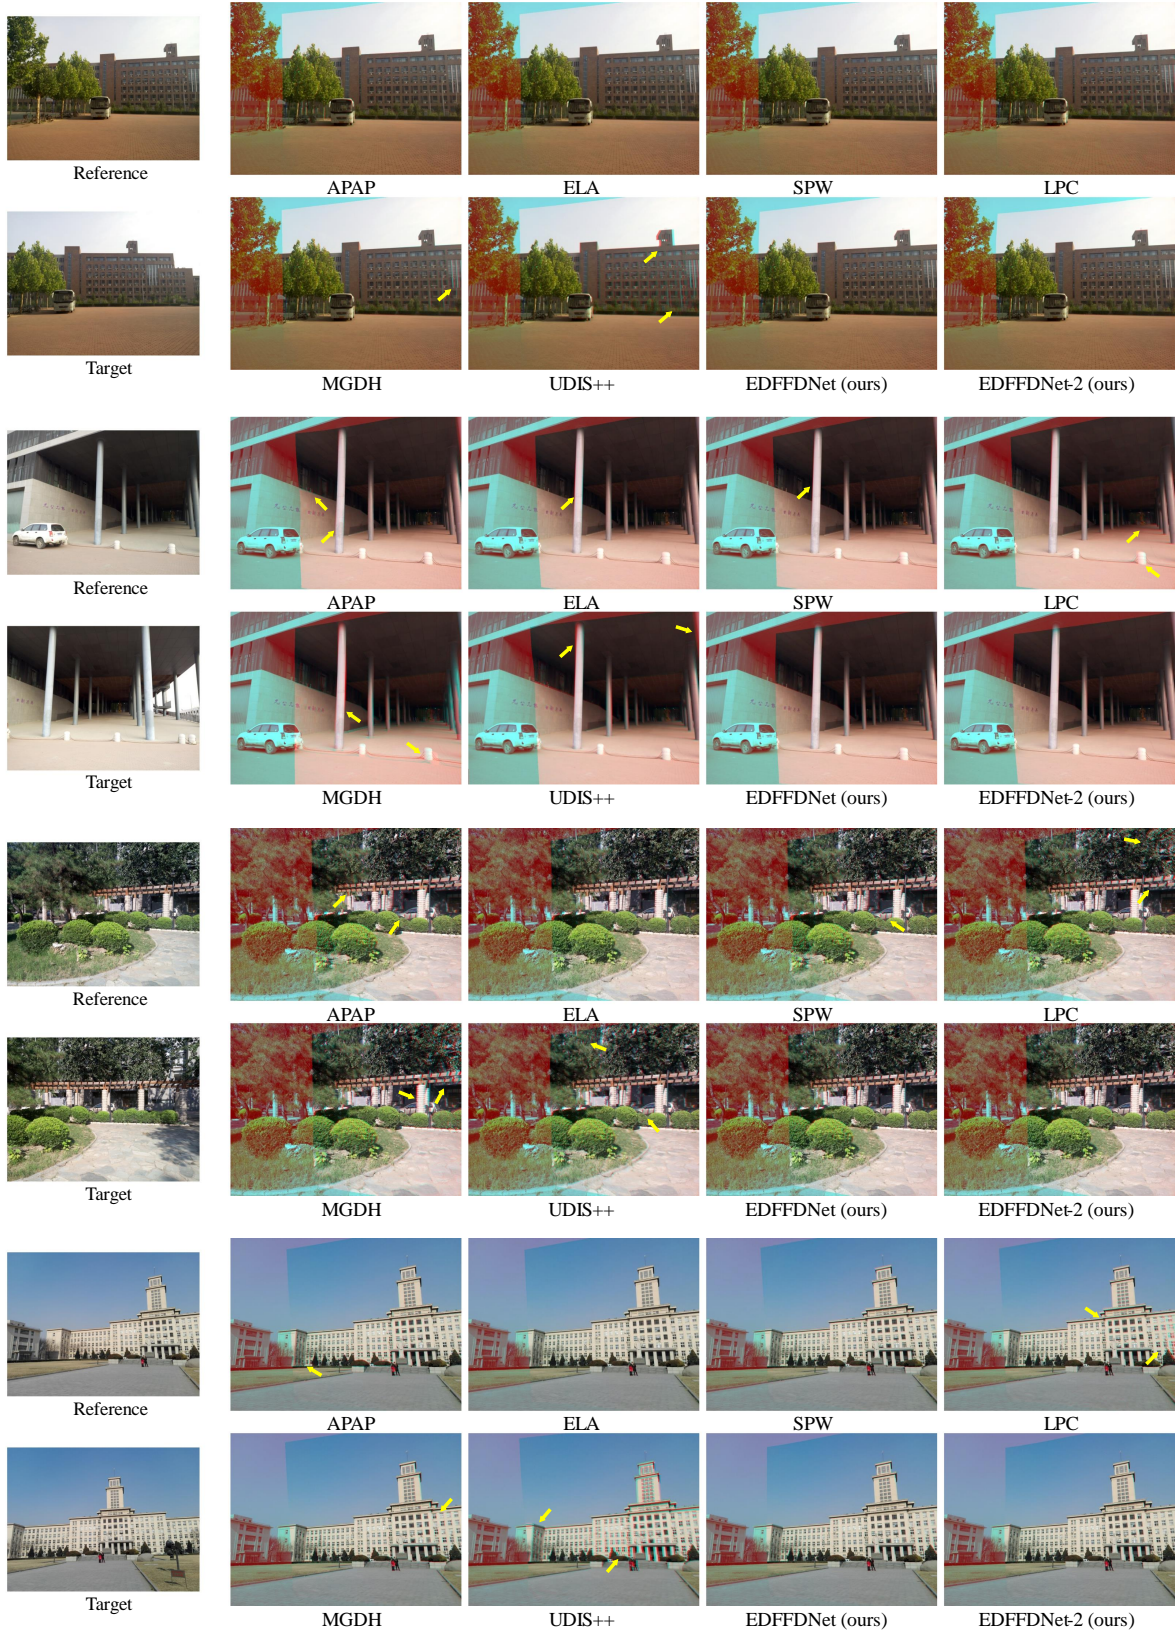 Reference
APAP ELA SPW LPC
Target
MGDH UDIS++ EDFFDNet (ours) EDFFDNet-2 (ours)
Reference
APAP ELA SPW LPC
Target
MGDH UDIS++ EDFFDNet (ours) EDFFDNet-2 (ours)
Reference
APAP ELA SPW LPC
Target
MGDH UDIS++ EDFFDNet (ours) EDFFDNet-2 (ours)
Reference
APAP ELA SPW LPC
Target
MGDH UDIS++ EDFFDNet (ours) EDFFDNet-2 (ours)